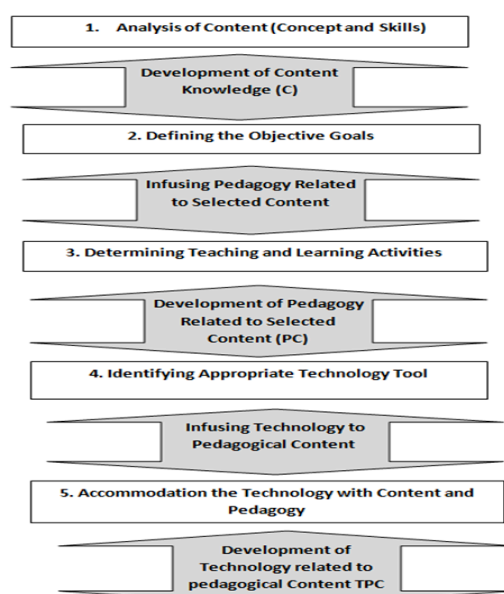 1. Analysis of Content (Concept and Skills)
Development of Content
Knowledge (C)
2. Defining the Objective Goals
Infusing Pedagogy Related
to Selected Content
3. Determining Teaching and Learning Activities
Development of Pedagogy
Related to Selected
Content (PC)
4. Identifying Appropriate Technology Tool
Infusing Technology to
Pedagogical Content
5. Accommodation the Technology with Content and
Pedagogy
Development of
Technology related to
pedagogical Content TPC